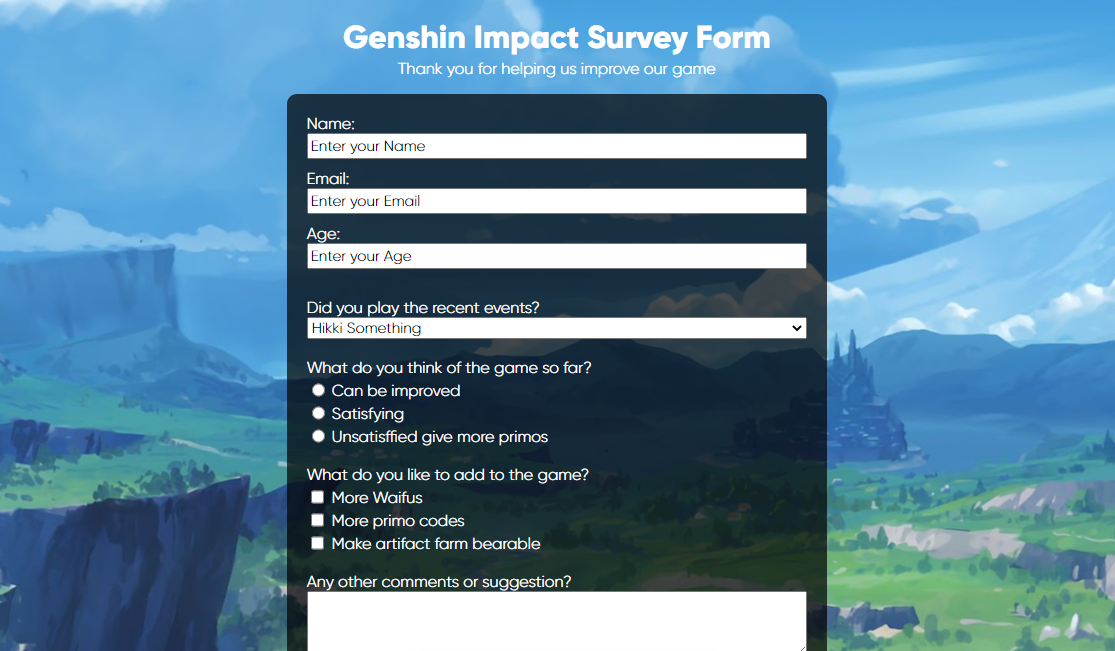 Genshin Impact Survey Form
Thank you for helping us improve our game
Name:
Enter your Name
Email:
Enter your Email
Age:
Enter your Age
Did you play the recent events?
Hikki Something
What do you think of the game so far?
Can be improved
Satisfying
Unsatisffied give more primos
What do you like to add to the game?
More Waifus
More primo codes
Make artifact farm bearable
Any other comments or suggestion?